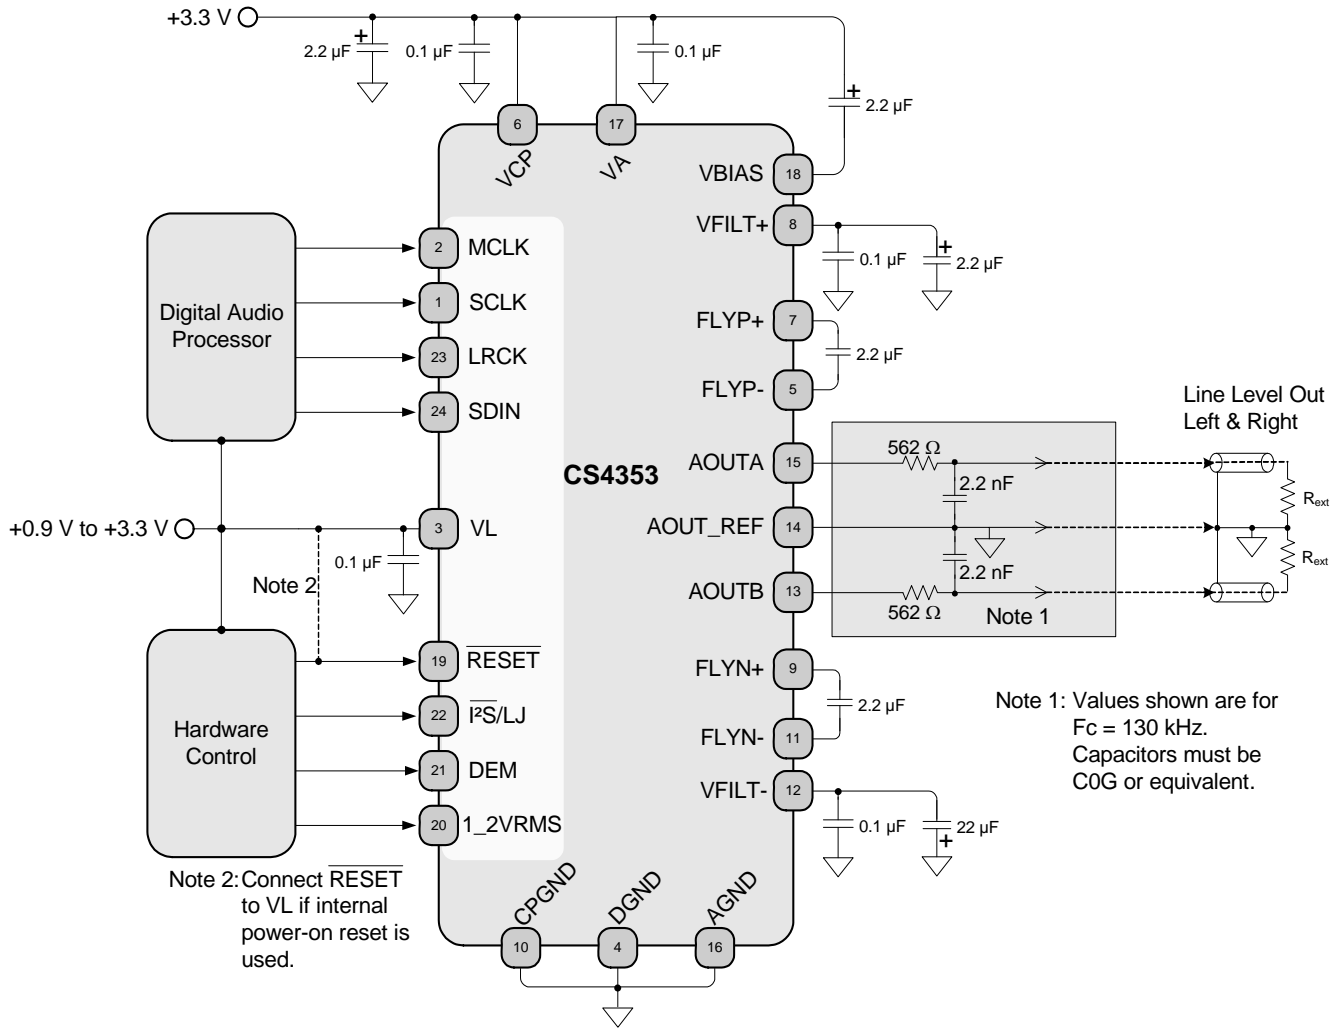 +3.3 V
2.2 µF
+
0.1 µF
0.1 µF
+
2.2 µF
6
VCP
17
VA
VBIAS
18
VFILT+
8
0.1 µF
+
2.2 µF
Digital Audio
Processor
2
MCLK
1
SCLK
23
LRCK
24
SDIN
FLYP+
7
2.2 µF
FLYP-
5
CS4353
Line Level Out
Left & Right
AOUTA
15
562 Ω
2.2 nF
AOUT_REF
14
2.2 nF
AOUTB
13
562 Ω
Note 1
Rext
Rext
+0.9 V to +3.3 V
3
VL
0.1 µF
Note 2
Hardware
Control
19
RESET
22
I²S/LJ
21
DEM
20
1_2VRMS
FLYN+
9
2.2 µF
FLYN-
11
VFILT-
12
0.1 µF
22 µF
+
Note 1: Values shown are for
Fc = 130 kHz.
Capacitors must be
C0G or equivalent.
Note 2: Connect RESET
to VL if internal
power-on reset is
used.
CPGND
10
DGND
4
AGND
16